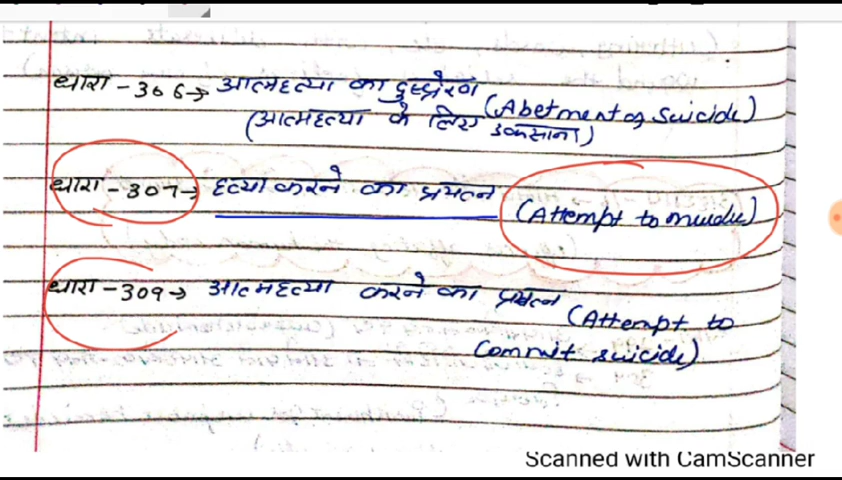 धारा - 306 → आत्महत्या का दुष्प्रेरण (Abetment of Suicide)
(आत्महत्या के लिए उकसाना)
धारा - 307 → हत्या करने का प्रयत्न (Attempt to murder)
धारा - 309 → आत्महत्या करने का प्रयत्न (Attempt to
Commit suicide)
Scanned with CamScanner